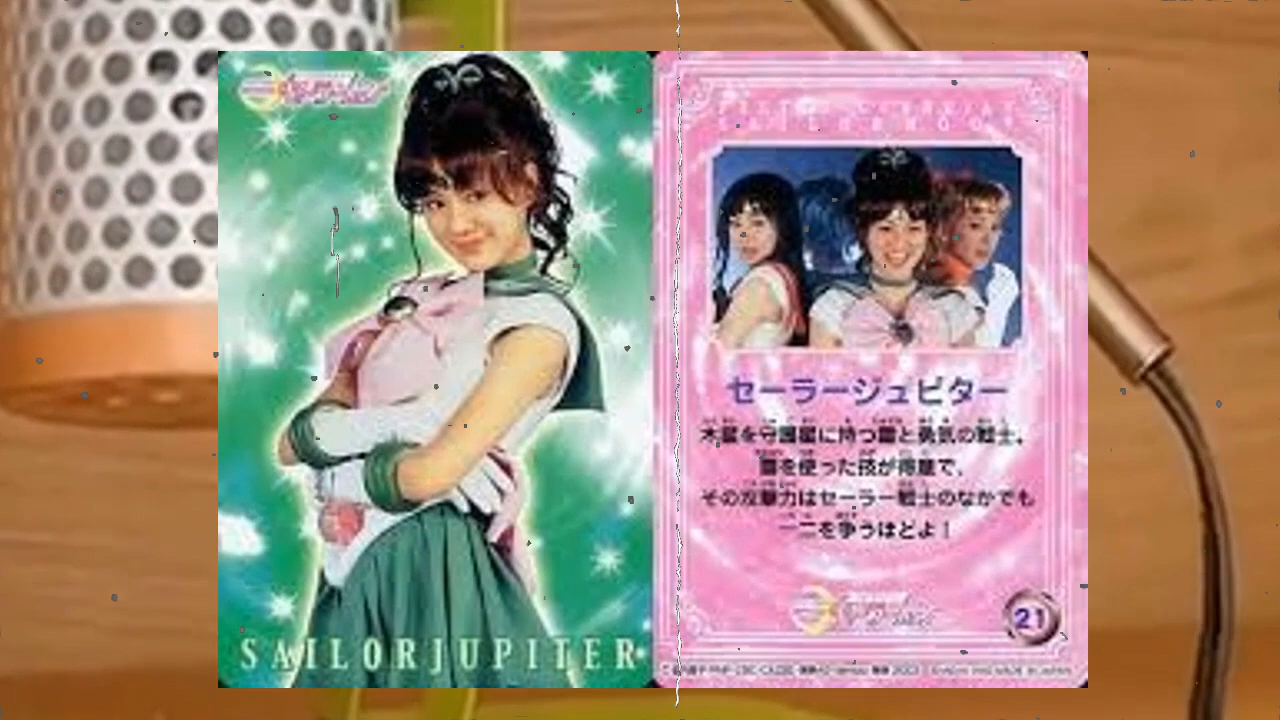 SAILORJUPITER
PRETTY GUARDIAN
SAILORMOON
セーラージュピター
木星を守護星に持つ雷と勇気の戦士。
雷を使った技が得意で、
その攻撃力はセーラー戦士のなかでも
一二を争うほどよ!
21